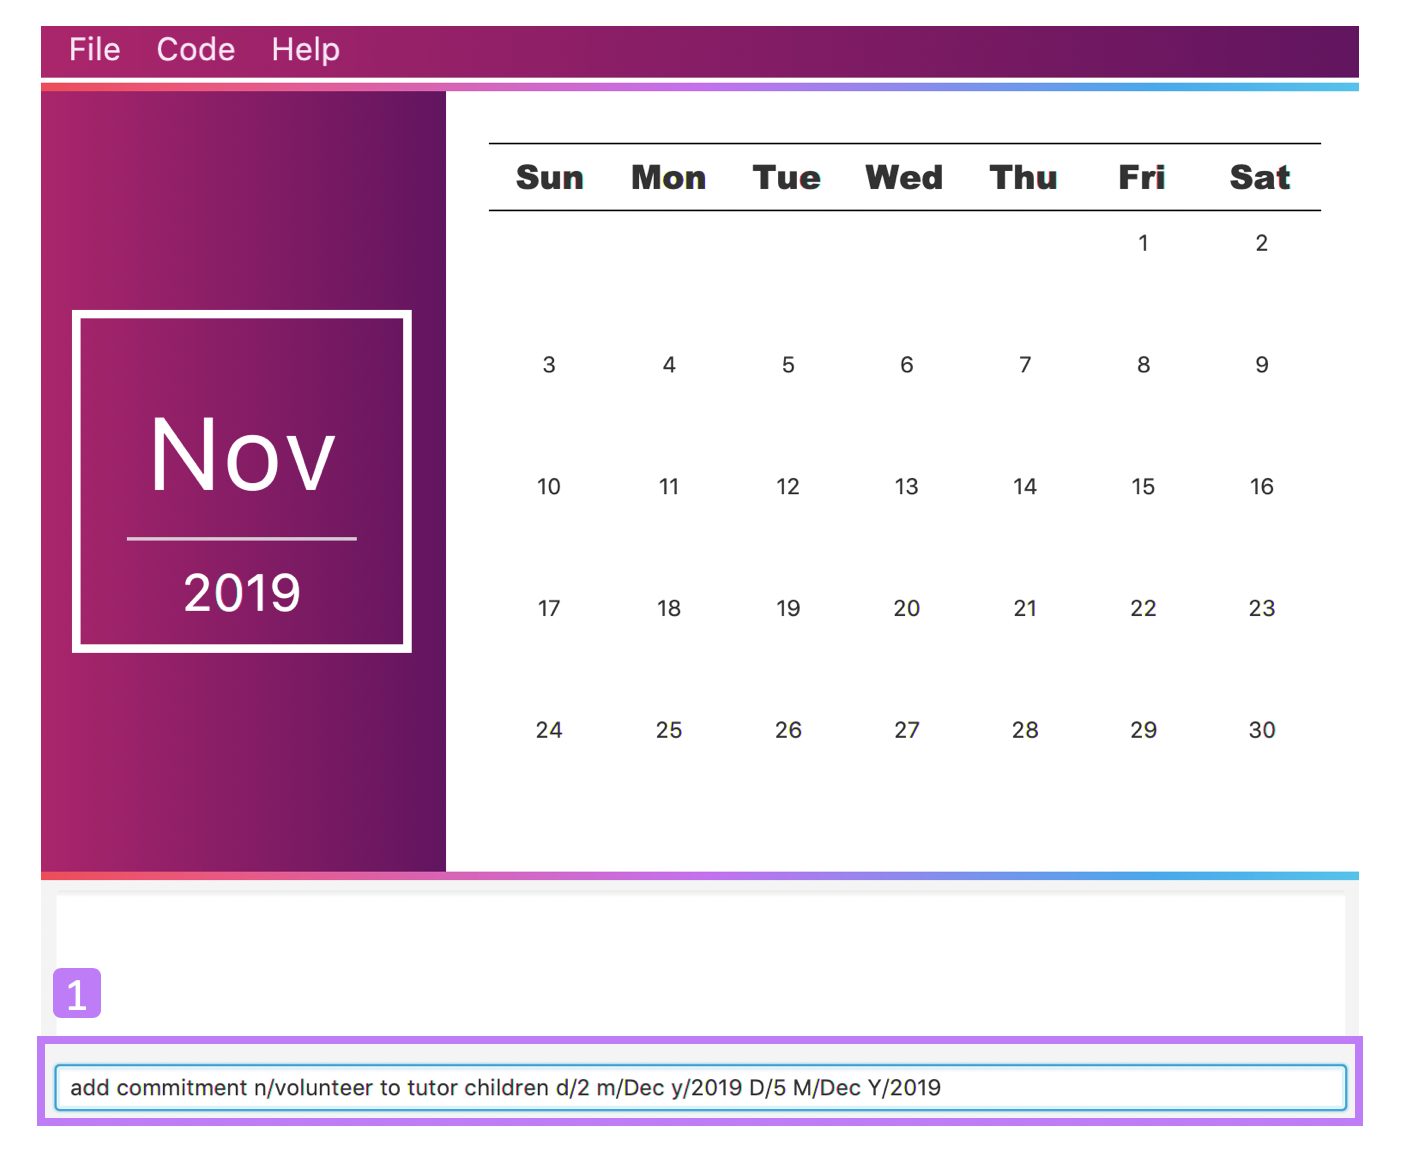 File Code Help
Sun Mon Tue Wed Thu Fri Sat
1 2
3 4 5 6 7 8 9
Nov
10 11 12 13 14 15 16
2019
17 18 19 20 21 22 23
24 25 26 27 28 29 30
1
add commitment n/volunteer to tutor children d/2 m/Dec y/2019 D/5 M/Dec Y/2019